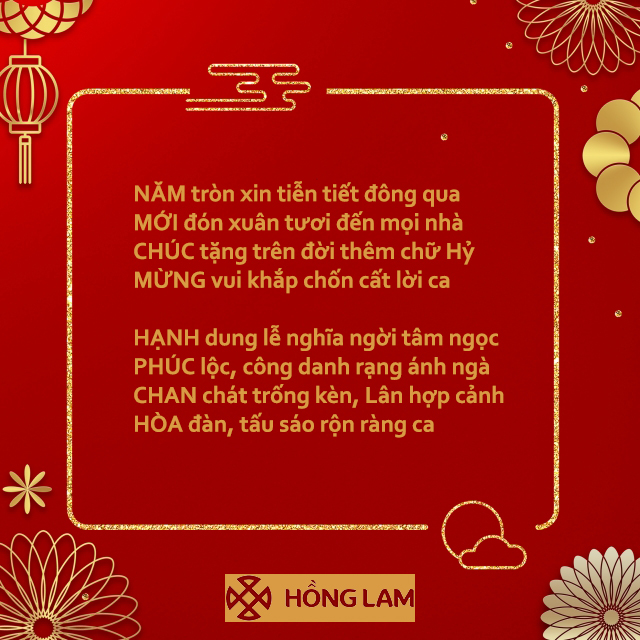 NĂM tròn xin tiễn tiết đông qua
MỚI đón xuân tươi đến mọi nhà
CHÚC tặng trên đời thêm chữ Hỷ
MỪNG vui khắp chốn cất lời ca
HẠNH dung lễ nghĩa ngời tâm ngọc
PHÚC lộc, công danh rạng ánh ngà
CHAN chát trống kèn, Lân hợp cảnh
HÒA đàn, tấu sáo rộn ràng ca
HỒNG LAM